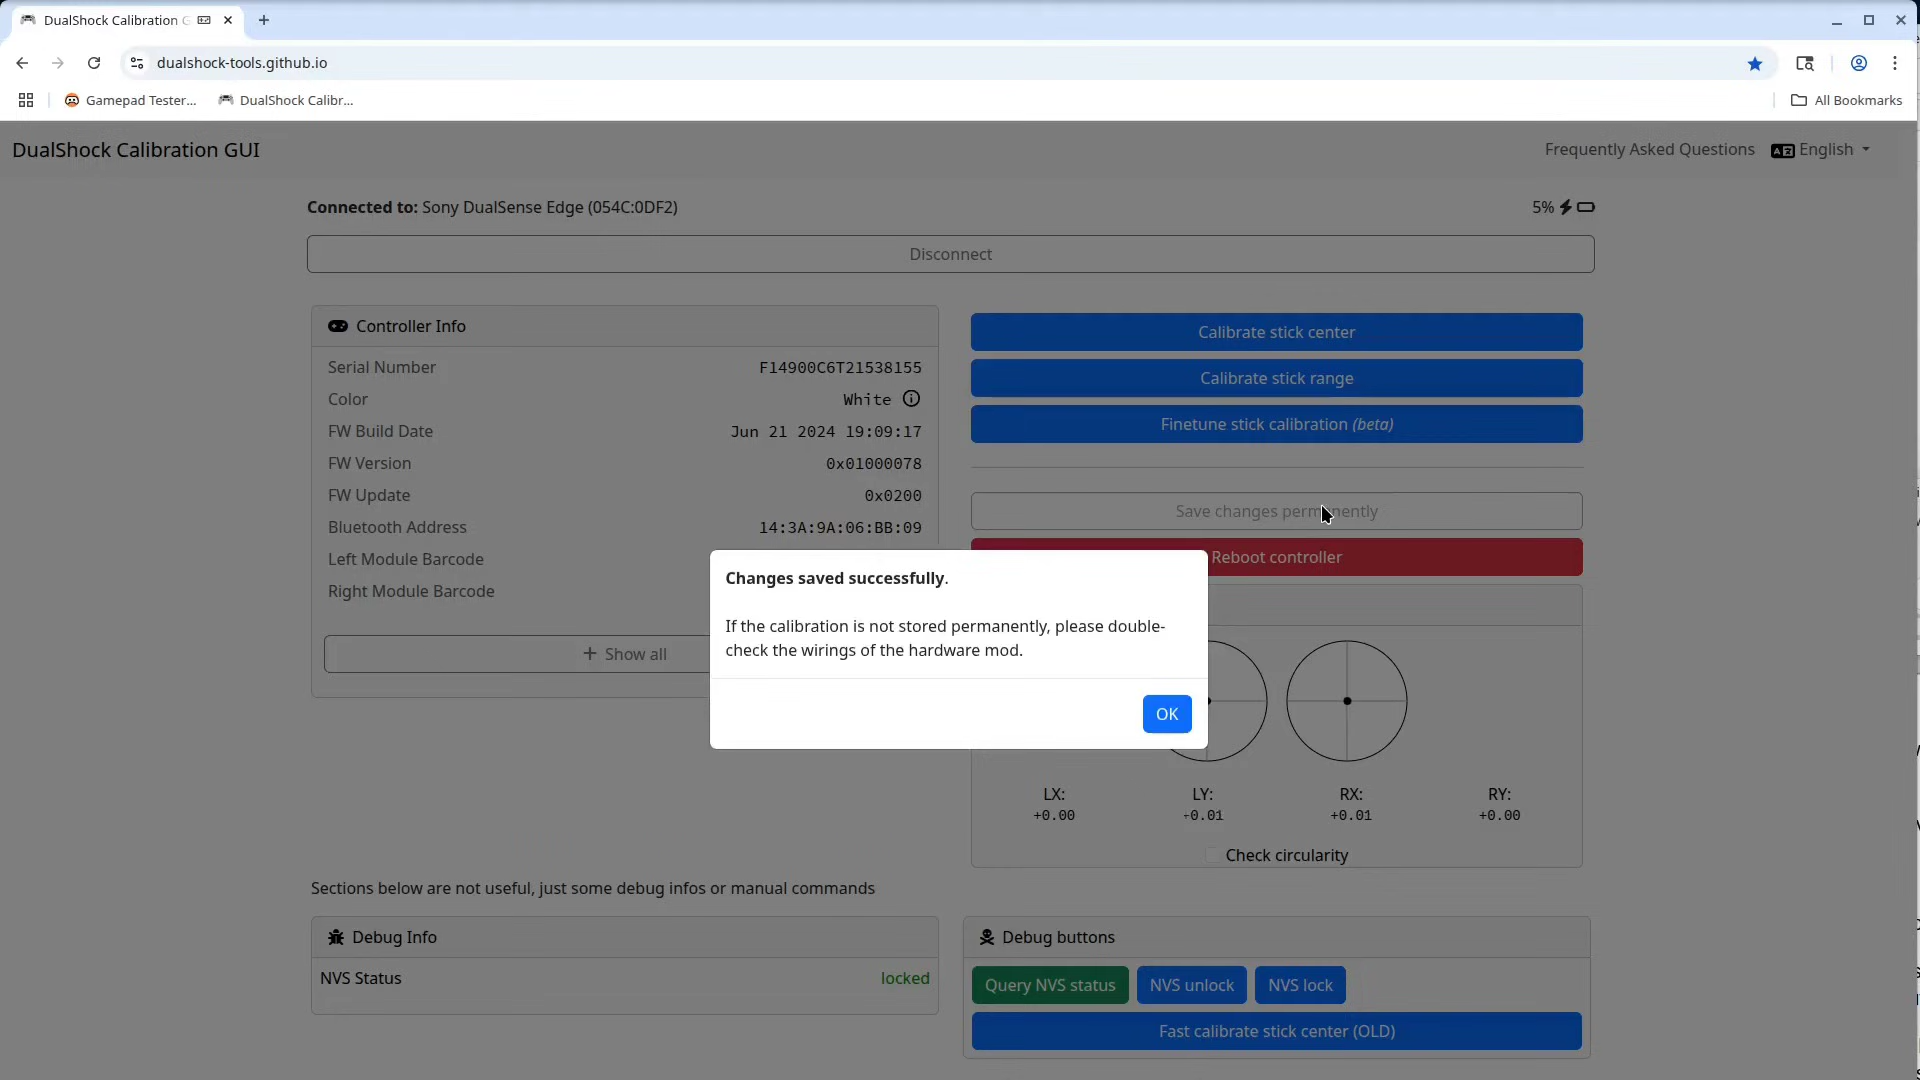 DualShock Calibration G
dualshock-tools.github.io
Gamepad Tester...
DualShock Calibr...
All Bookmarks
DualShock Calibration GUI
Frequently Asked Questions
English
Connected to: Sony DualSense Edge (054C:0DF2)
5%
Disconnect
Controller Info
Serial Number F14900C6T21538155
Color White
FW Build Date Jun 21 2024 19:09:17
FW Version 0x01000078
FW Update 0x0200
Bluetooth Address 14:3A:9A:06:BB:09
Left Module Barcode
Right Module Barcode
Show all
Calibrate stick center
Calibrate stick range
Finetune stick calibration (beta)
Save changes permanently
Reboot controller
Changes saved successfully.
If the calibration is not stored permanently, please double-
check the wirings of the hardware mod.
OK
LX: LY: RX: RY:
+0.00 -0.01 +0.01 +0.00
Check circularity
Sections below are not useful, just some debug infos or manual commands
Debug Info
NVS Status locked
Debug buttons
Query NVS status
NVS unlock
NVS lock
Fast calibrate stick center (OLD)